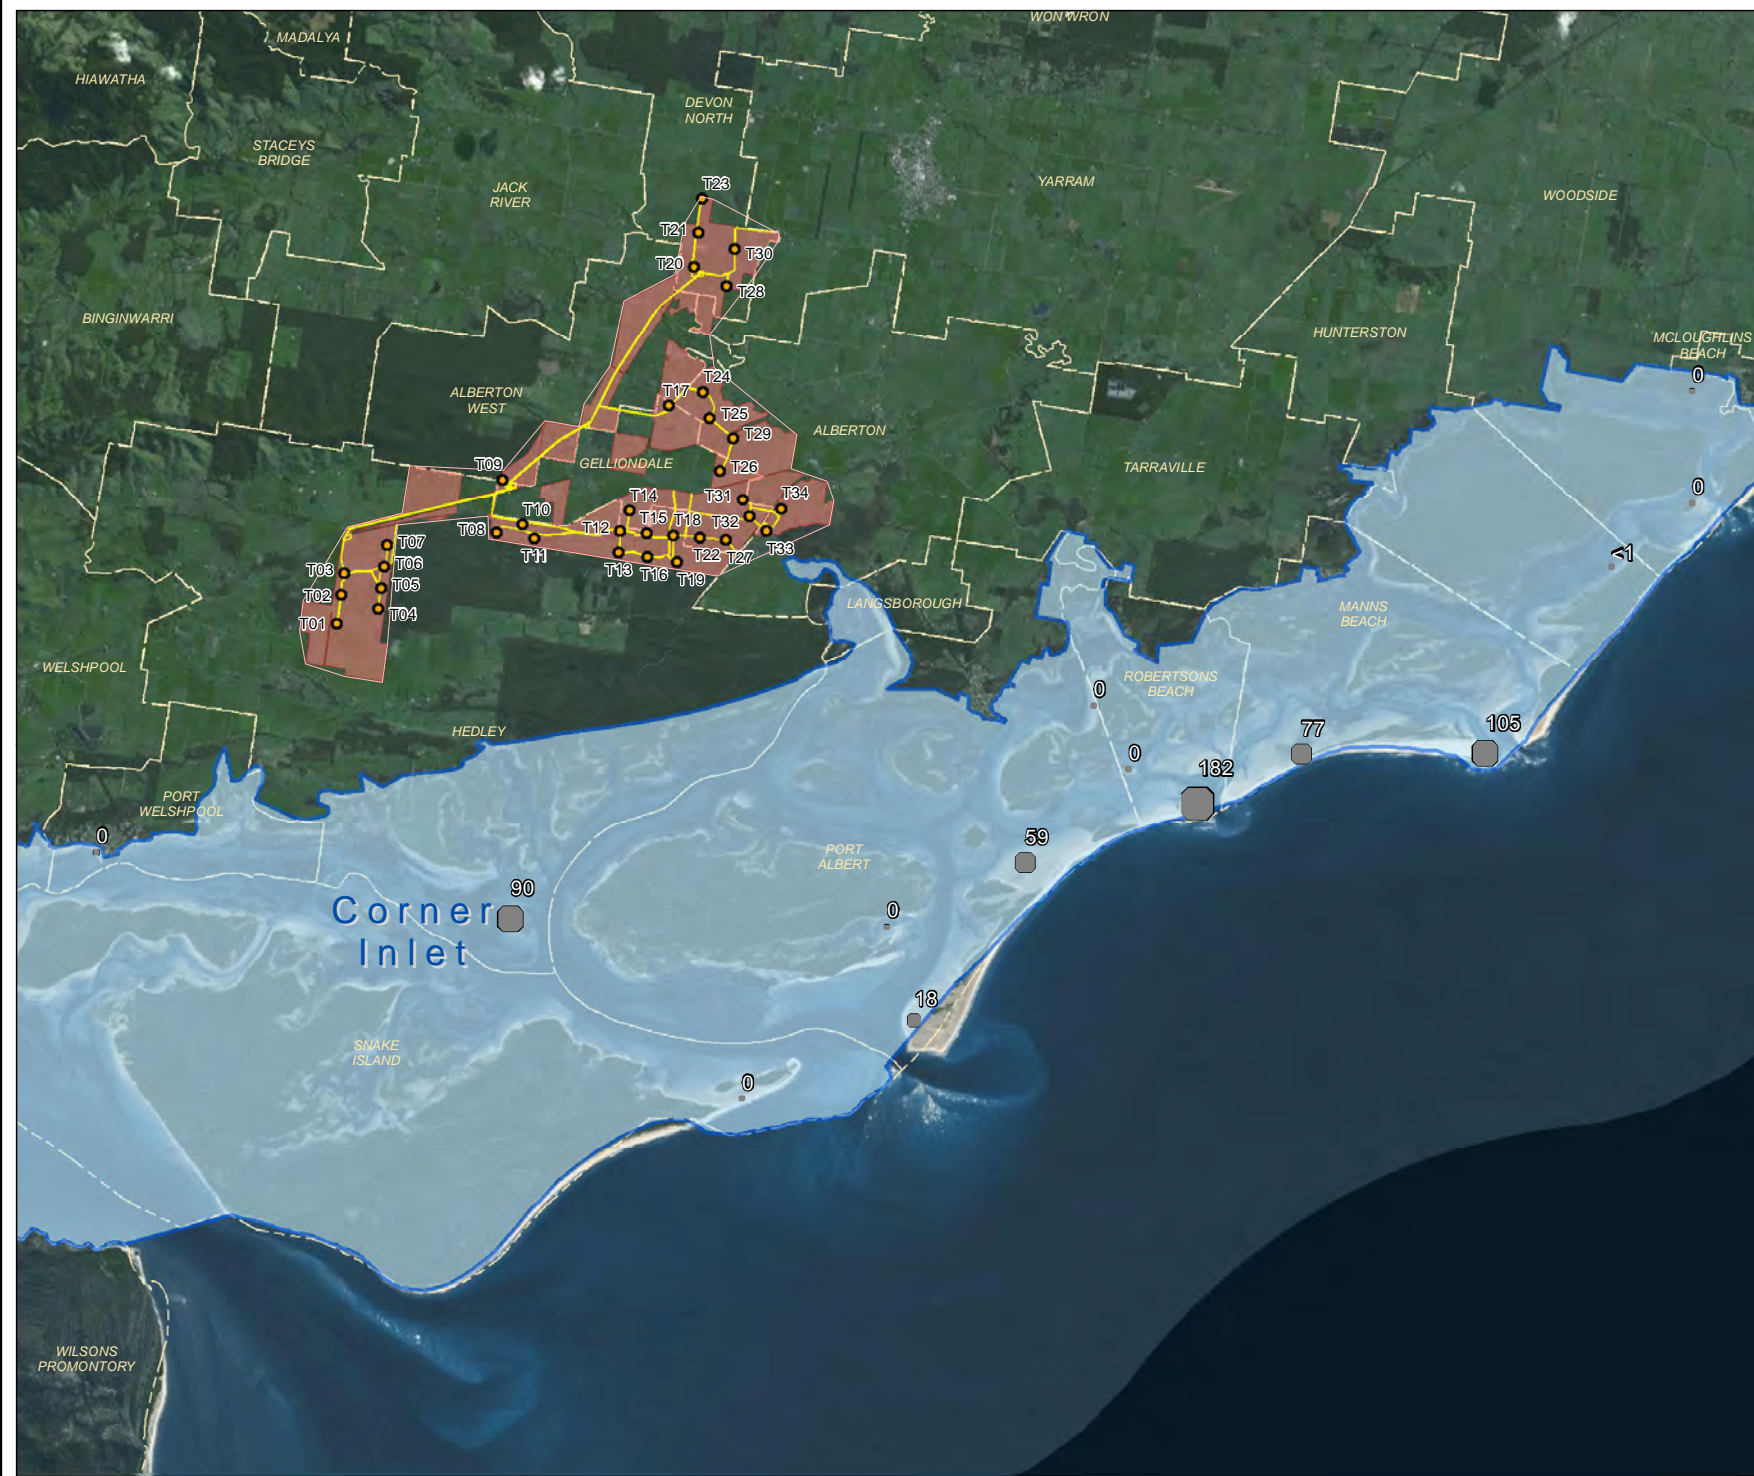 WON WRON
MADALYA
HIAWATHA
DEVON
NORTH
STACEYS
BRIDGE
JACK
RIVER
YARRAM
WOODSIDE
T23
T21
T30
T20
T28
BINGINWARRI
HUNTERSTON
MCLOUGHLINS
BEACH
0
ALBERTON
WEST
T17
T24
T25
T29
ALBERTON
T09
GELLIONDALE
T26
TARRAVILLE
0
T10
T14
T31
T34
T08
T12
T15
T18
T32
T11
T13
T16
T19
T22
T27
T33
T07
T03
T06
T02
T05
T04
T01
<1
LANGSBOROUGH
MANNS
BEACH
WELSHPOOL
ROBERTSONS
BEACH
0
HEDLEY
77
105
0
182
PORT
WELSHPOOL
0
59
PORT
ALBERT
90
Corner
Inlet
0
18
SNAKE
ISLAND
0
WILSONS
PROMONTORY